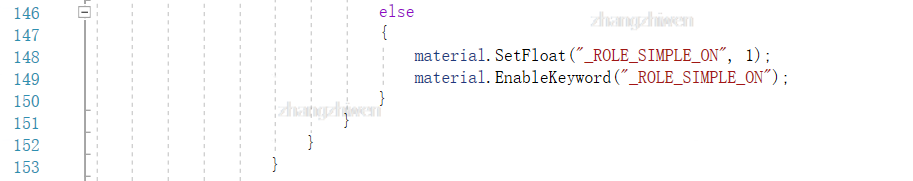 146 else
zhangzhiwen
147 {
148 material.SetFloat("_ROLE_SIMPLE_ON", 1);
149 material.EnableKeyword("_ROLE_SIMPLE_ON");
150 }
zhangzhiwen
151 }
152 }
153 }